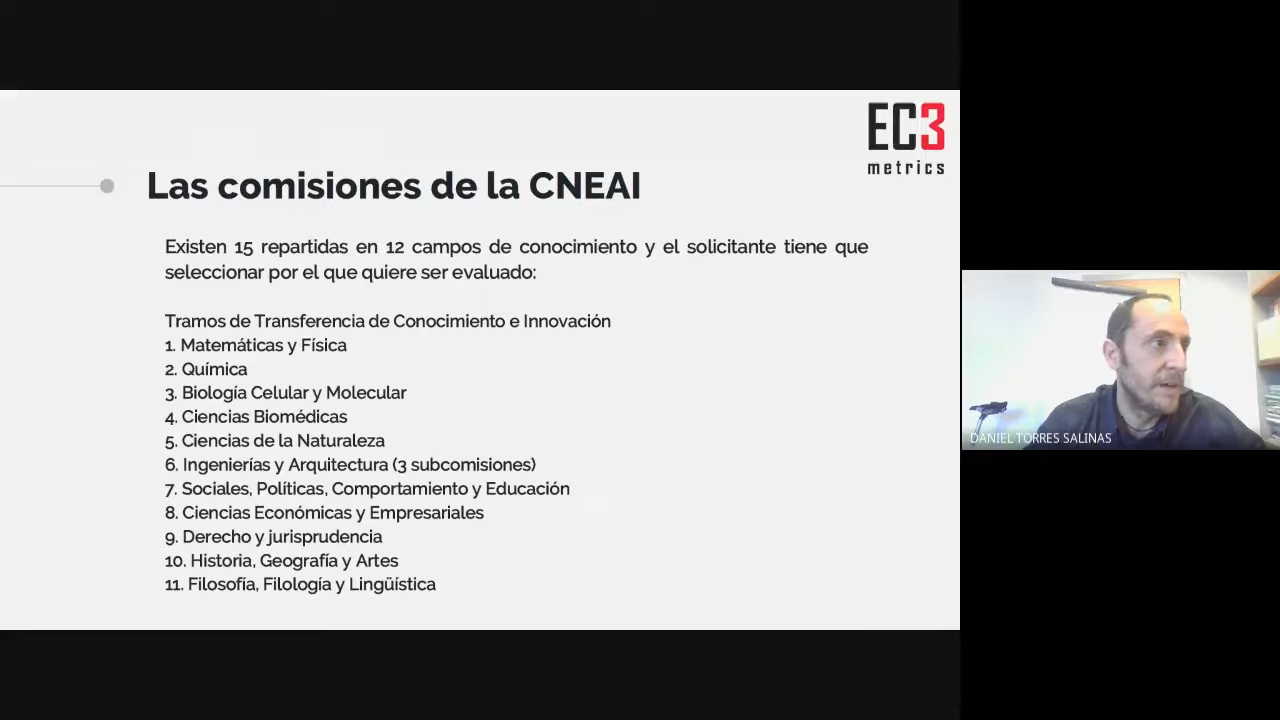 EC3
metrics
Las comisiones de la CNEAI
Existen 15 repartidas en 12 campos de conocimiento y el solicitante tiene que
seleccionar por el que quiere ser evaluado:
Tramos de Transferencia de Conocimiento e Innovación
1. Matemáticas y Física
2. Química
3. Biología Celular y Molecular
4. Ciencias Biomédicas
5. Ciencias de la Naturaleza
6. Ingenierías y Arquitectura (3 subcomisiones)
7. Sociales, Políticas, Comportamiento y Educación
8. Ciencias Económicas y Empresariales
9. Derecho y jurisprudencia
10. Historia, Geografía y Artes
11. Filosofía, Filología y Lingüística
DANIEL TORRES SALINAS